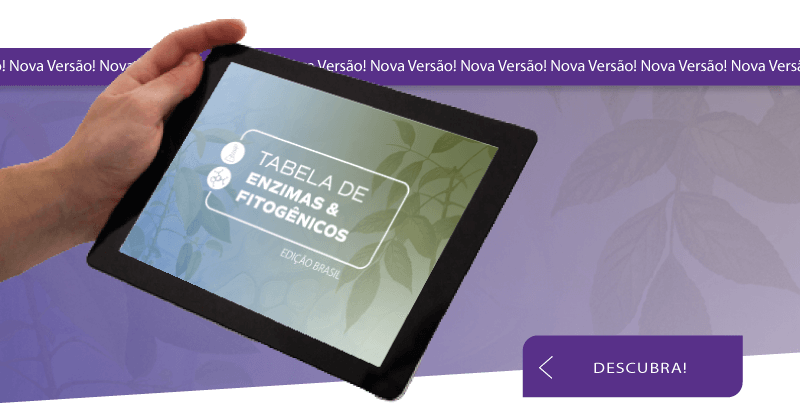 ! Nova Versão! Nova Versão! Nova Versão! Nova Versão! Nova Versão! Nova Versão! Nova
TABELA DE
ENZIMAS &
FITOGÊNICOS
EDIÇÃO BRASIL
DESCUBRA!